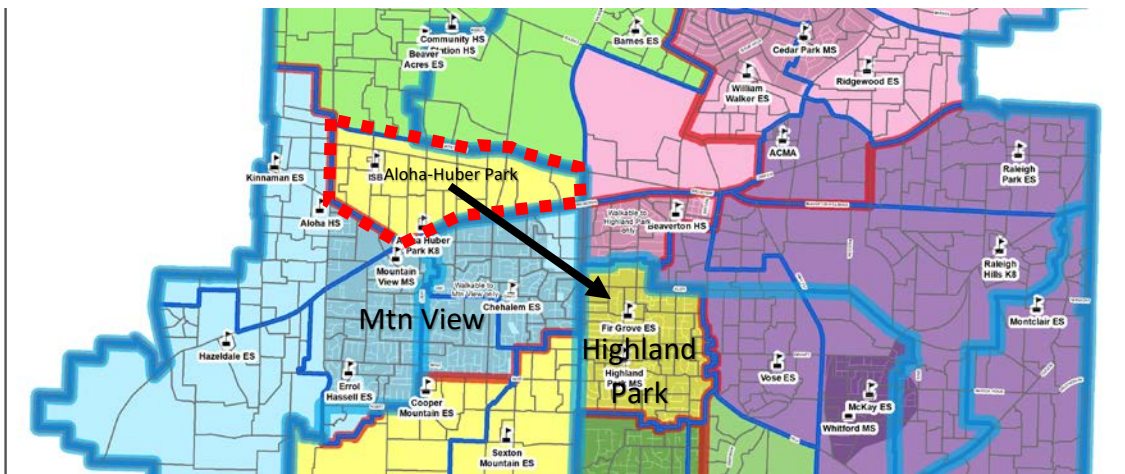 Community HS
Beaver
Acres ES
Station HS
Barnes ES
Cedar Park MS
William
Walker ES
Ridgewood ES
ACMA
Raleigh
Park ES
Kinnaman ES
ISB
Aloha-Huber Park
Aloha HS
Aloha Huber
Park K8
Mountain
View MS
Walkable to
Highland Park
only
Beaverton HS
Raleigh
Hills K8
Walkable to
Mtn View only
Chehalem ES
Mtn View
Fir Grove ES
Highland
Park
Highland
Park MS
Montclair ES
Hazeldale ES
Errol
Hassell ES
Cooper
Mountain ES
Vose ES
McKay ES
Whitford MS
Sexton
Mountain ES